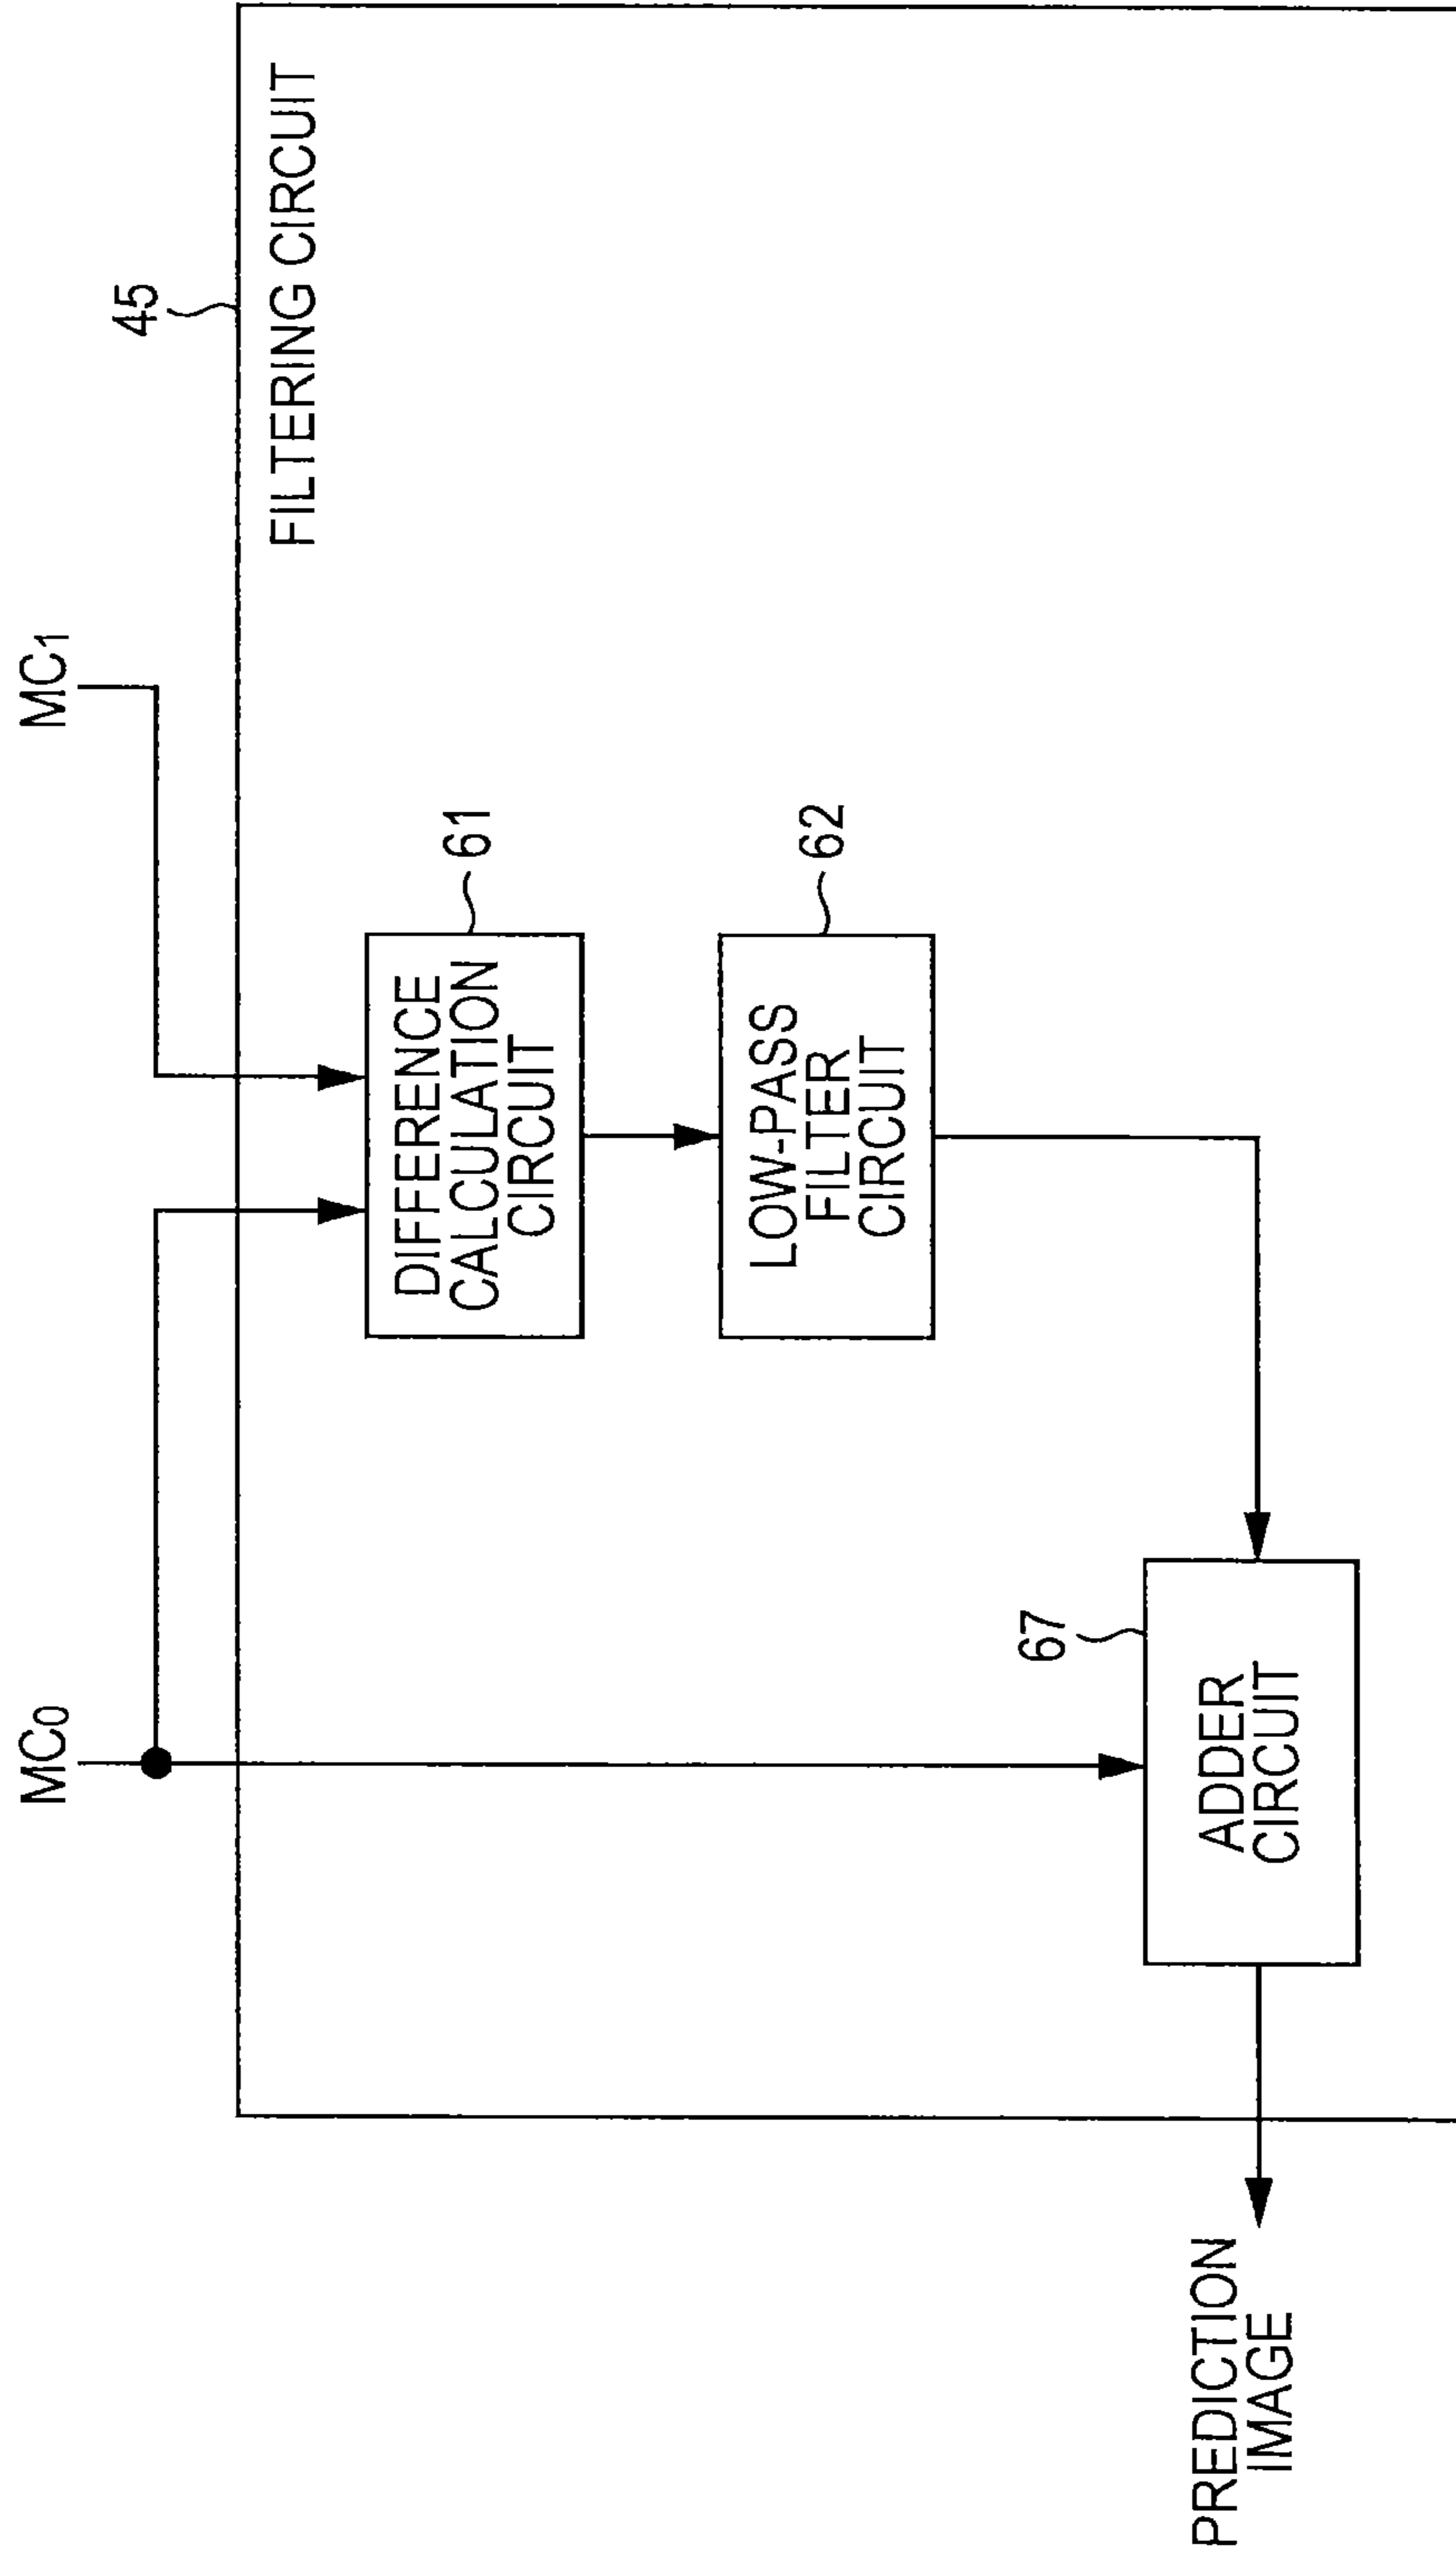 MC0
MC1
45
FILTERING CIRCUIT
61
DIFFERENCE
CALCULATION
CIRCUIT
62
LOW-PASS
FILTER
CIRCUIT
67
ADDER
CIRCUIT
PREDICTION
IMAGE